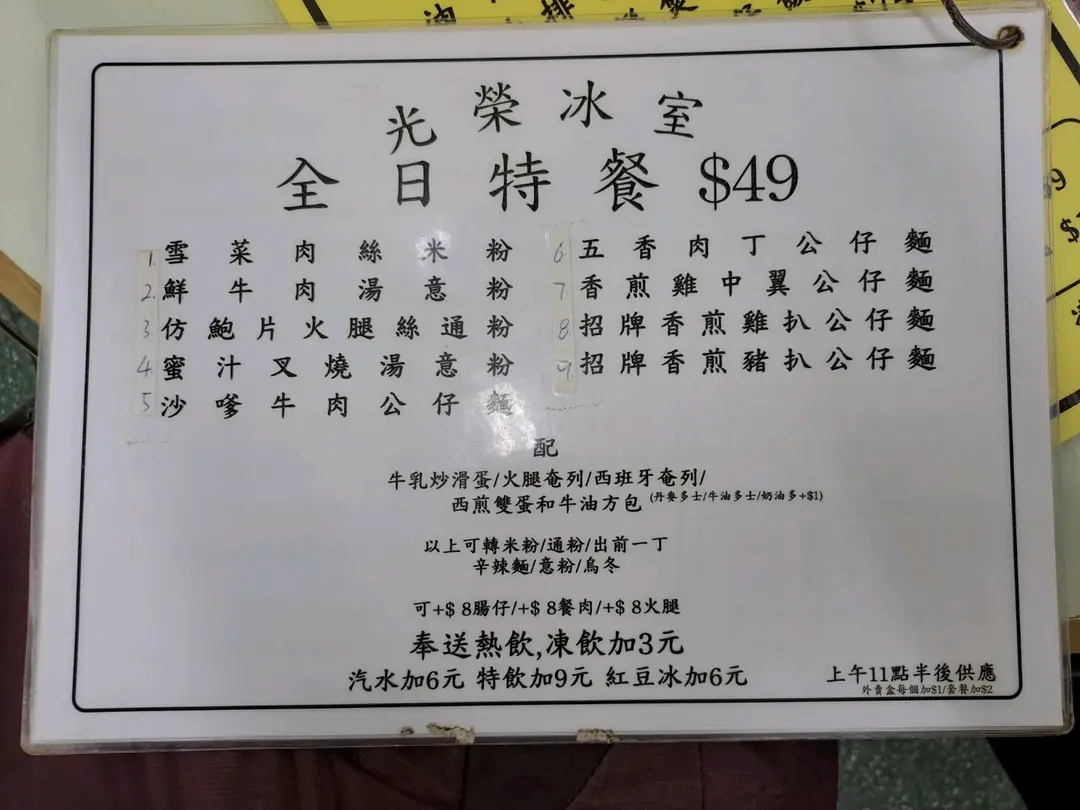 光榮冰室
全日特餐 $49
1. 雪菜肉絲米粉
2. 鮮牛肉湯意粉
3 仿鮑片火腿絲通粉
4. 蜜汁叉燒湯意粉
5 沙嗲牛肉公仔麵
6. 五香肉丁公仔麵
7. 香煎雞中翼公仔麵
8. 招牌香煎雞扒公仔麵
9. 招牌香煎豬扒公仔麵
配
牛乳炒滑蛋/火腿奄列/西班牙奄列/
西煎雙蛋和牛油方包 (丹麥多士/牛油多士/奶油多+$1)
以上可轉米粉/通粉/出前一丁
辛辣麵/意粉/烏冬
可+$ 8腸仔/+$ 8餐肉/+$ 8火腿
奉送熱飲,凍飲加3元
汽水加6元 特飲加9元 紅豆冰加6元
上午11點半後供應
外賣盒每個加$1/套餐加$2